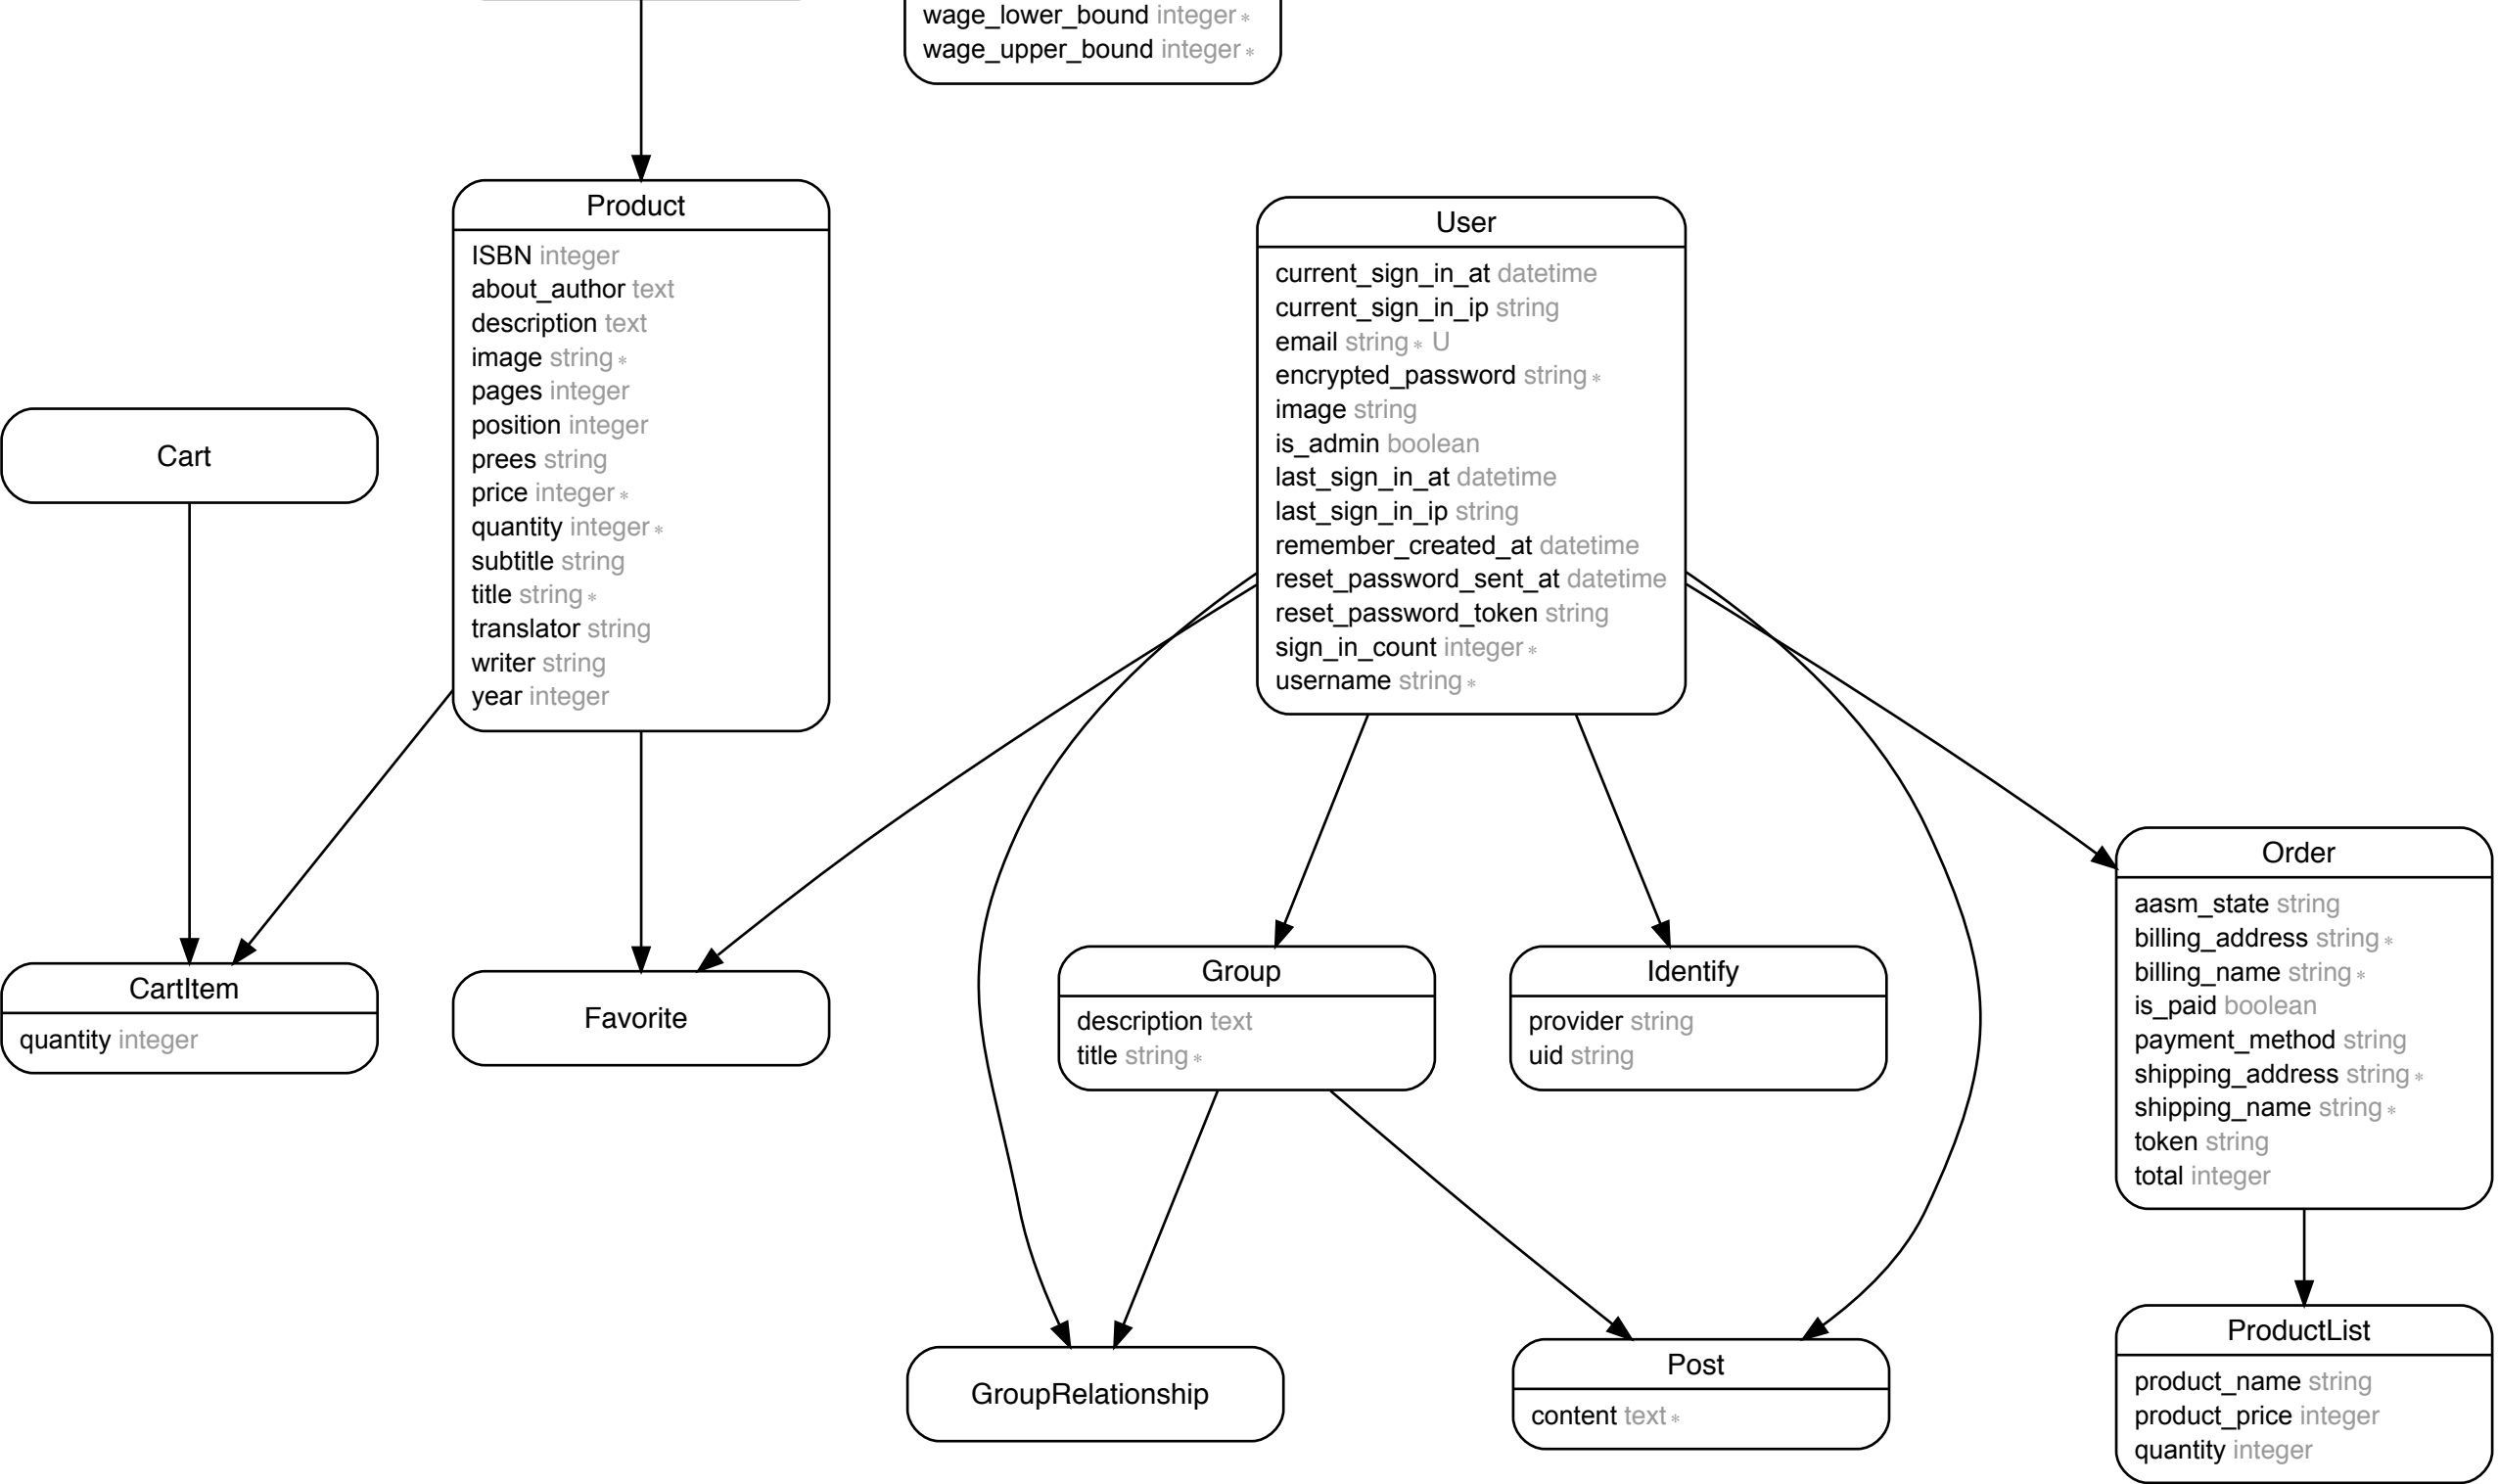 wage_lower_bound integer ∗
wage_upper_bound integer ∗
Product
ISBN integer
about_author text
description text
image string ∗
pages integer
position integer
prees string
price integer ∗
quantity integer ∗
subtitle string
title string ∗
translator string
writer string
year integer
User
current_sign_in_at datetime
current_sign_in_ip string
email string ∗ U
encrypted_password string ∗
image string
is_admin boolean
last_sign_in_at datetime
last_sign_in_ip string
remember_created_at datetime
reset_password_sent_at datetime
reset_password_token string
sign_in_count integer ∗
username string ∗
Cart
CartItem
quantity integer
Favorite
Group
description text
title string ∗
Identify
provider string
uid string
Order
aasm_state string
billing_address string ∗
billing_name string ∗
is_paid boolean
payment_method string
shipping_address string ∗
shipping_name string ∗
token string
total integer
GroupRelationship
Post
content text ∗
ProductList
product_name string
product_price integer
quantity integer